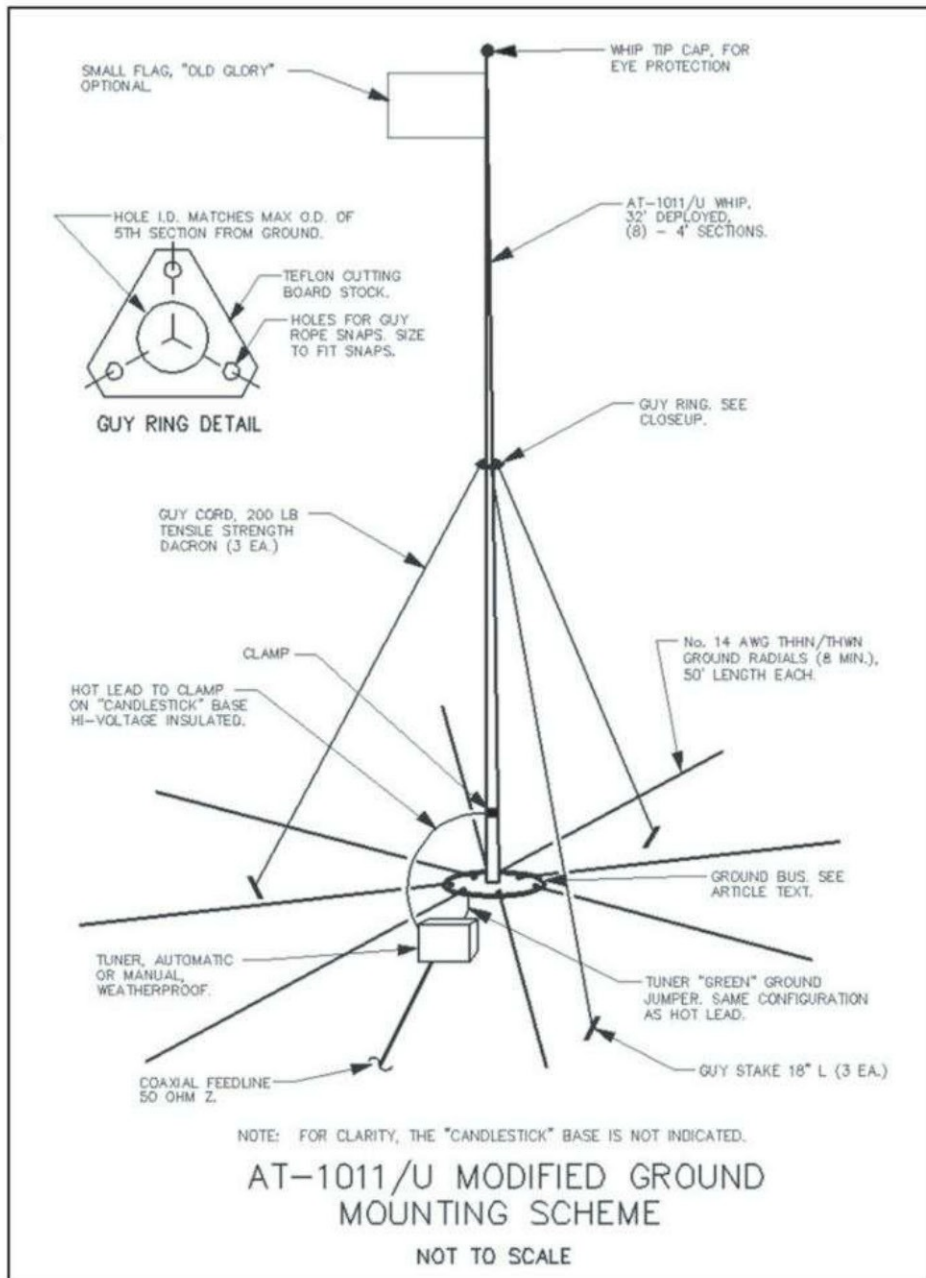 WHIP TIP CAP, FOR
EYE PROTECTION
SMALL FLAG, "OLD GLORY"
OPTIONAL.
AT-1011/U WHIP,
32' DEPLOYED,
(8) - 4' SECTIONS.
HOLE I.D. MATCHES MAX O.D. OF
5TH SECTION FROM GROUND.
TEFLON CUTTING
BOARD STOCK.
HOLES FOR GUY
ROPE SNAPS. SIZE
TO FIT SNAPS.
GUY RING DETAIL
GUY RING. SEE
CLOSEUP.
GUY CORD, 200 LB
TENSILE STRENGTH
DACRON (3 EA.)
No. 14 AWG THHN/THWN
GROUND RADIALS (8 MIN.),
50' LENGTH EACH.
CLAMP
HOT LEAD TO CLAMP
ON "CANDLESTICK" BASE
HI-VOLTAGE INSULATED.
GROUND BUS. SEE
ARTICLE TEXT.
TUNER, AUTOMATIC
OR MANUAL,
WEATHERPROOF.
TUNER "GREEN" GROUND
JUMPER. SAME CONFIGURATION
AS HOT LEAD.
GUY STAKE 18" L (3 EA.)
COAXIAL FEEDLINE
50 OHM Z.
NOTE: FOR CLARITY, THE "CANDLESTICK" BASE IS NOT INDICATED.
AT-1011/U MODIFIED GROUND
MOUNTING SCHEME
NOT TO SCALE